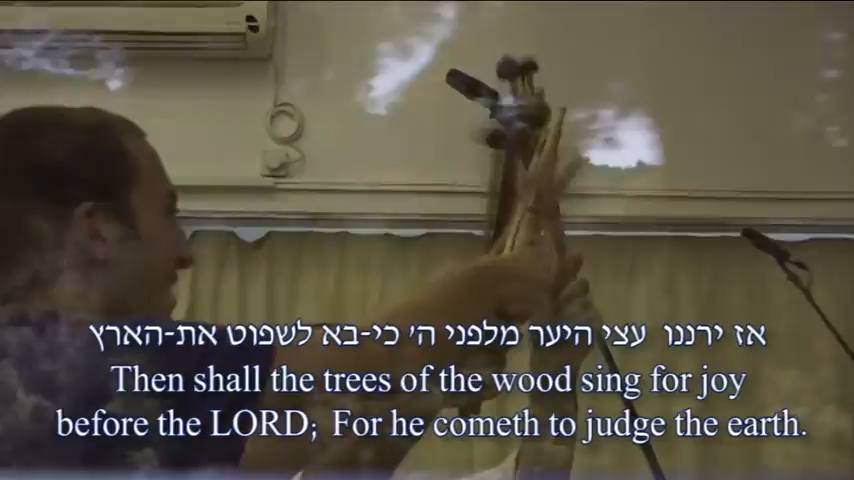 אז ירננו עצי היער מלפני ה' כי-בא לשפוט את-הארץ
Then shall the trees of the wood sing for joy
before the LORD; For he cometh to judge the earth.